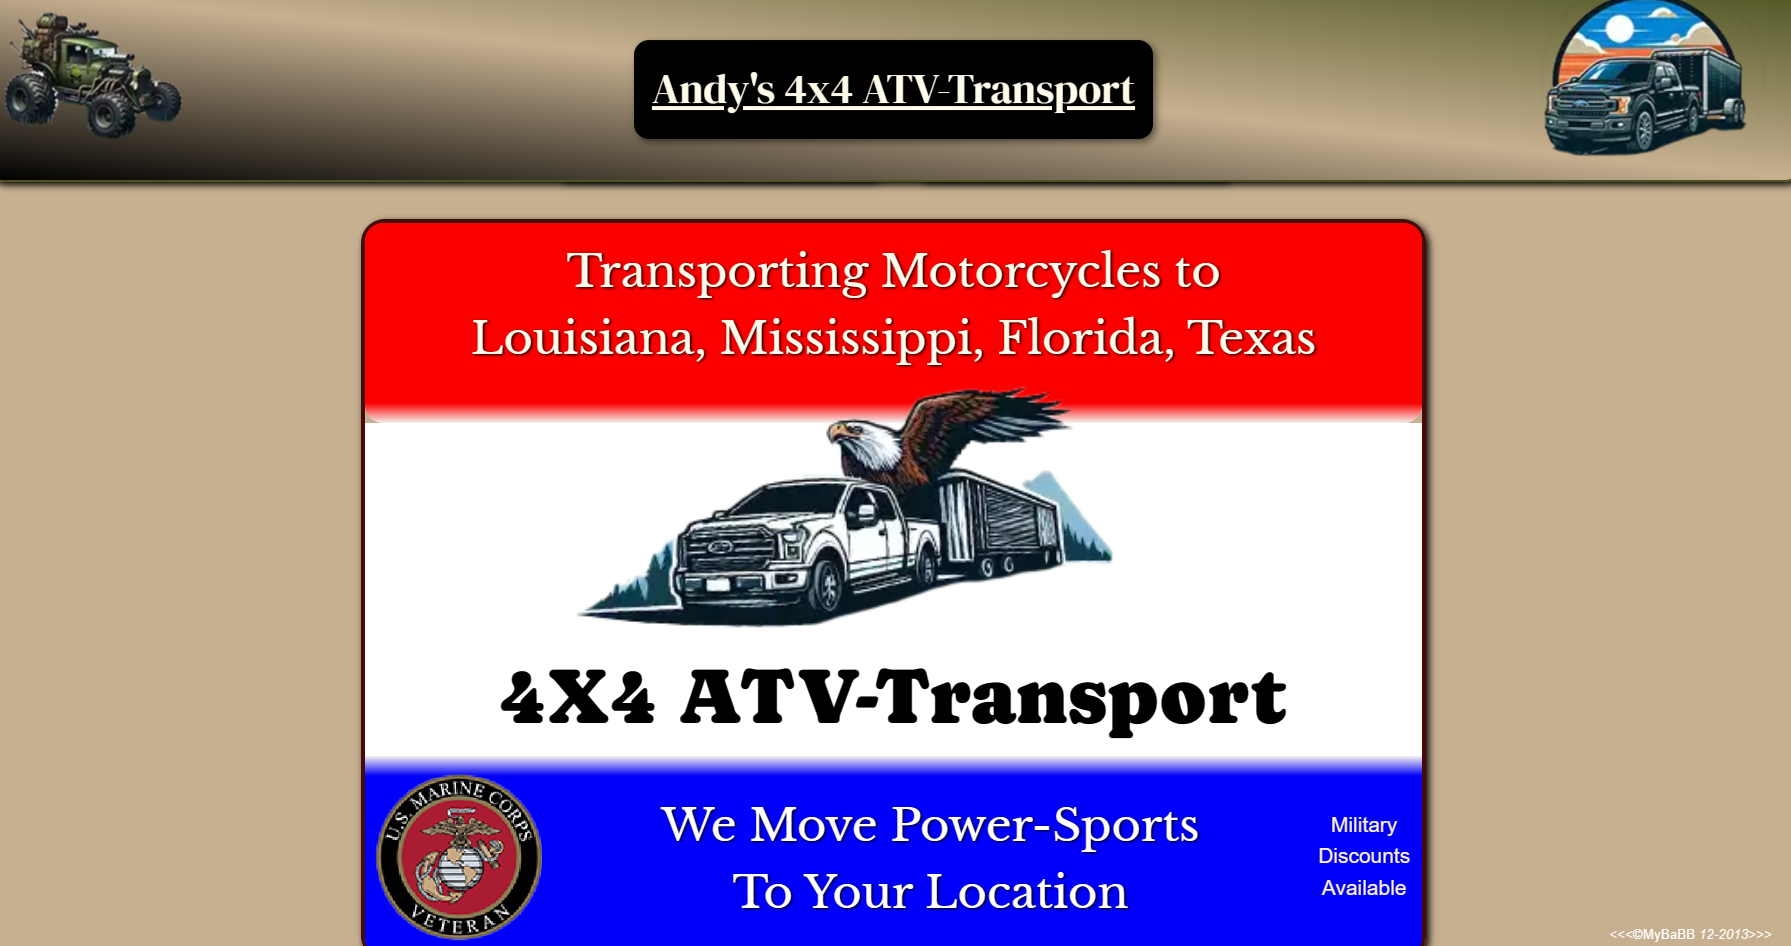 Andy's 4x4 ATV-Transport
Transporting Motorcycles to
Louisiana, Mississippi, Florida, Texas
4X4 ATV-Transport
U.S. MARINE CORPS
VETERAN
We Move Power-Sports
To Your Location
Military
Discounts
Available
<<<©MyBaBB 12-2013>>>